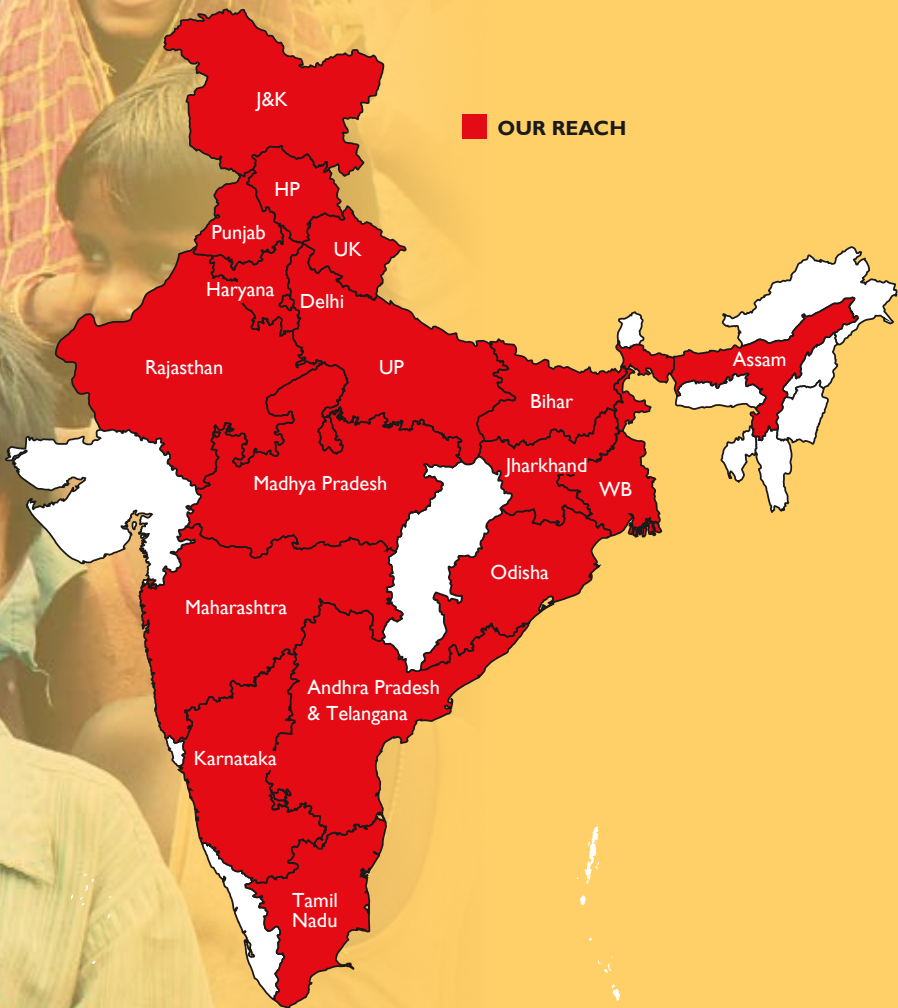 J&K
OUR REACH
HP
Punjab
UK
Haryana
Delhi
Rajasthan
UP
Assam
Bihar
Jharkhand
Madhya Pradesh
WB
Odisha
Maharashtra
Andhra Pradesh
& Telangana
Karnataka
Tamil
Nadu